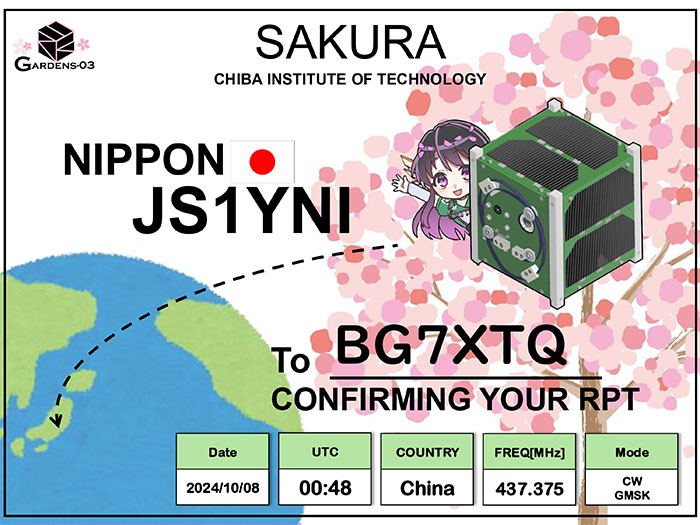 GARDENS-03
SAKURA
CHIBA INSTITUTE OF TECHNOLOGY
NIPPON
JS1YNI
To BG7XTQ
CONFIRMING YOUR RPT
Date UTC COUNTRY FREQ[MHz] Mode
2024/10/08 00:48 China 437.375 CW GMSK